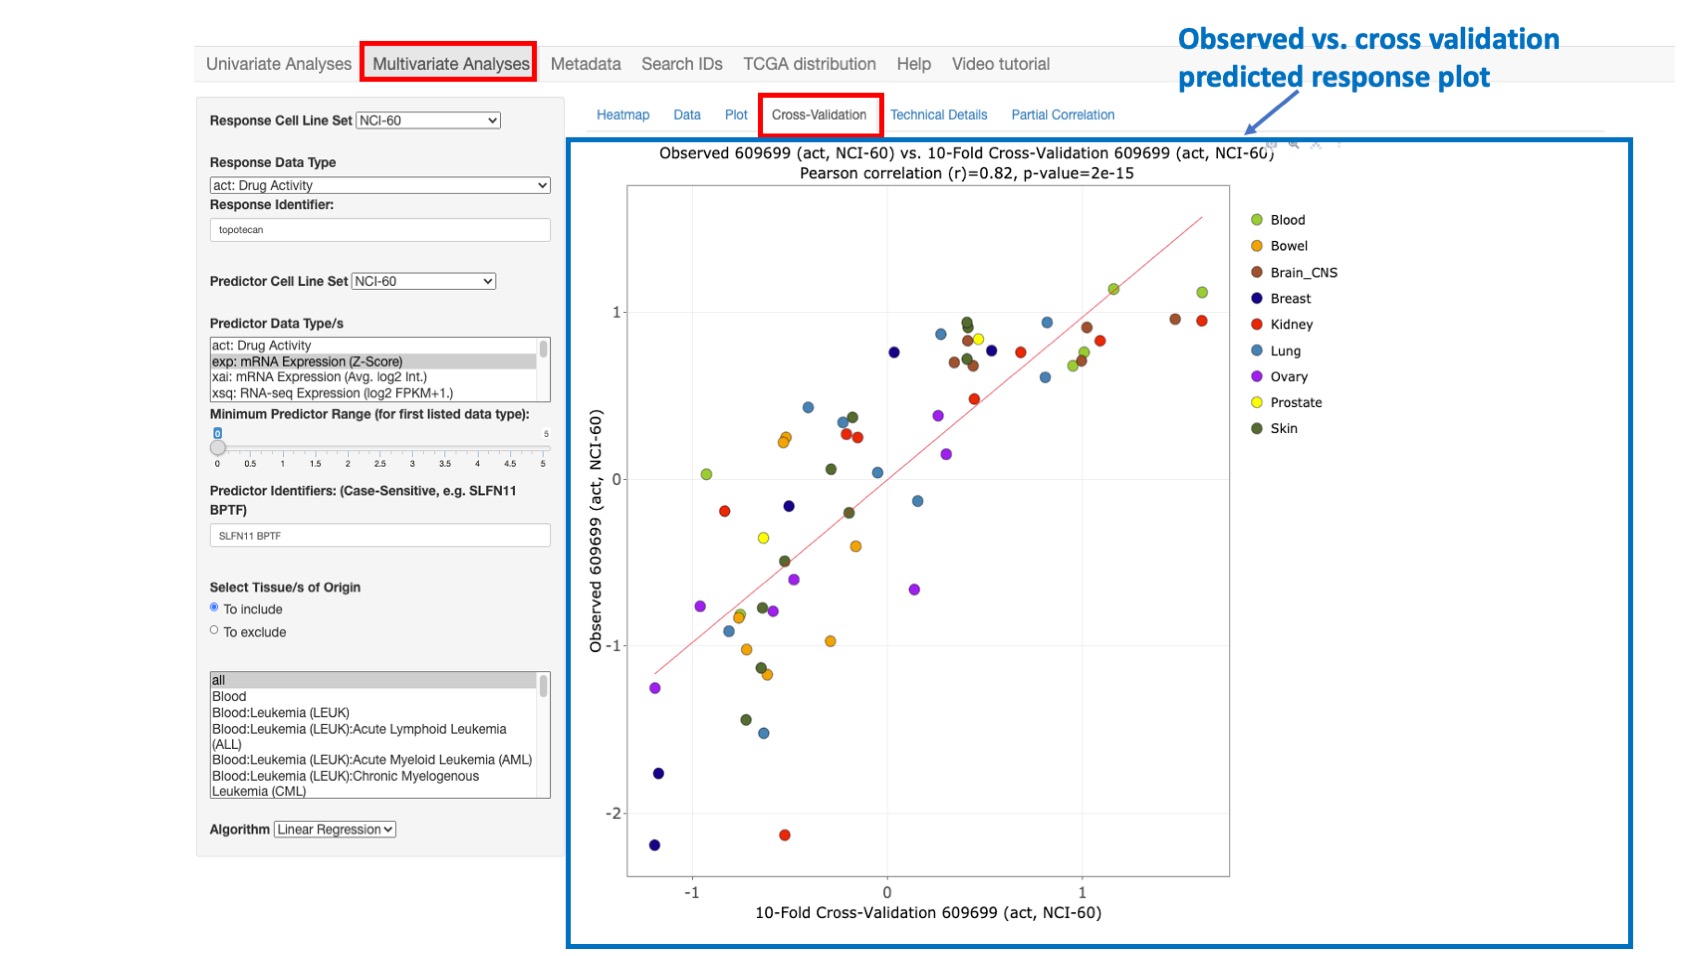 Observed vs. cross validation
predicted response plot
Univariate Analyses Multivariate Analyses Metadata Search IDs TCGA distribution Help Video tutorial
Response Cell Line Set NCI-60
Response Data Type
act: Drug Activity
Response Identifier:
topotecan
Predictor Cell Line Set NCI-60
Predictor Data Type/s
act: Drug Activity
exp: mRNA Expression (Z-Score)
xai: mRNA Expression (Avg. log2 Int.)
xsq: RNA-seq Expression (log2 FPKM+1.)
Minimum Predictor Range (for first listed data type):
0 5
0 0.5 1 1.5 2 2.5 3 3.5 4 4.5 5
Predictor Identifiers: (Case-Sensitive, e.g. SLFN11
BPTF)
SLFN11 BPTF
Select Tissue/s of Origin
To include
To exclude
all
Blood
Blood:Leukemia (LEUK)
Blood:Leukemia (LEUK):Acute Lymphoid Leukemia
(ALL)
Blood:Leukemia (LEUK):Acute Myeloid Leukemia (AML)
Blood:Leukemia (LEUK):Chronic Myelogenous
Leukemia (CML)
Algorithm Linear Regression
Heatmap Data Plot Cross-Validation Technical Details Partial Correlation
Observed 609699 (act, NCI-60) vs. 10-Fold Cross-Validation 609699 (act, NCI-60)
Pearson correlation (r)=0.82, p-value=2e-15
Observed 609699 (act, NCI-60)
1
0
-1
-2
-1 0 1
10-Fold Cross-Validation 609699 (act, NCI-60)
Blood
Bowel
Brain_CNS
Breast
Kidney
Lung
Ovary
Prostate
Skin